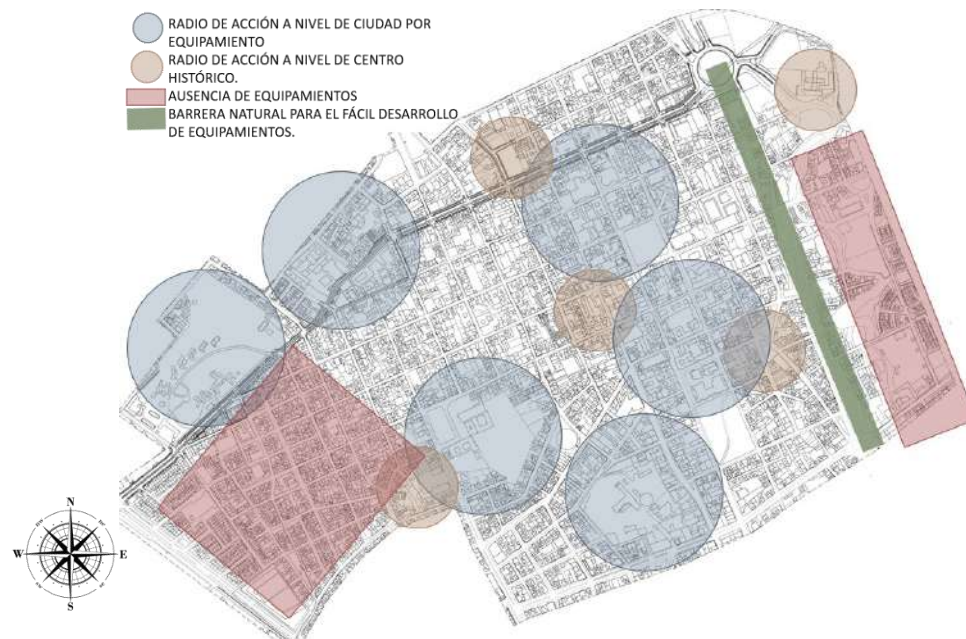 RADIO DE ACCIÓN A NIVEL DE CIUDAD POR
EQUIPAMIENTO
RADIO DE ACCIÓN A NIVEL DE CENTRO
HISTÓRICO.
AUSENCIA DE EQUIPAMIENTOS
BARRERA NATURAL PARA EL FÁCIL DESARROLLO
DE EQUIPAMIENTOS.
N
W E
S